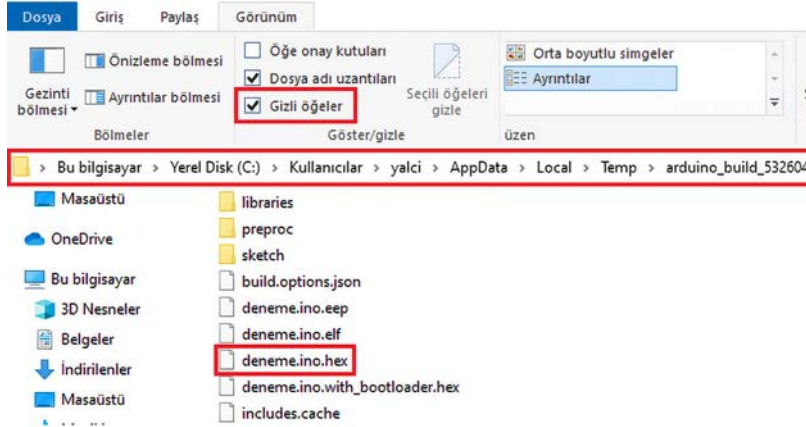 Dosya Giriş Paylaş Görünüm
Gezinti bölmesi
Önizleme bölmesi
Ayrıntılar bölmesi
Bölmeler
Öğe onay kutuları
Dosya adı uzantıları
Gizli öğeler
Seçili öğeleri gizle
Göster/gizle
Orta boyutlu simgeler
Ayrıntılar
üzen
> Bu bilgisayar > Yerel Disk (C:) > Kullanıcılar > yalci > AppData > Local > Temp > arduino_build_532604
Masaüstü
OneDrive
Bu bilgisayar
3D Nesneler
Belgeler
İndirilenler
Masaüstü
libraries
preproc
sketch
build.options.json
deneme.ino.eep
deneme.ino.elf
deneme.ino.hex
deneme.ino.with_bootloader.hex
includes.cache